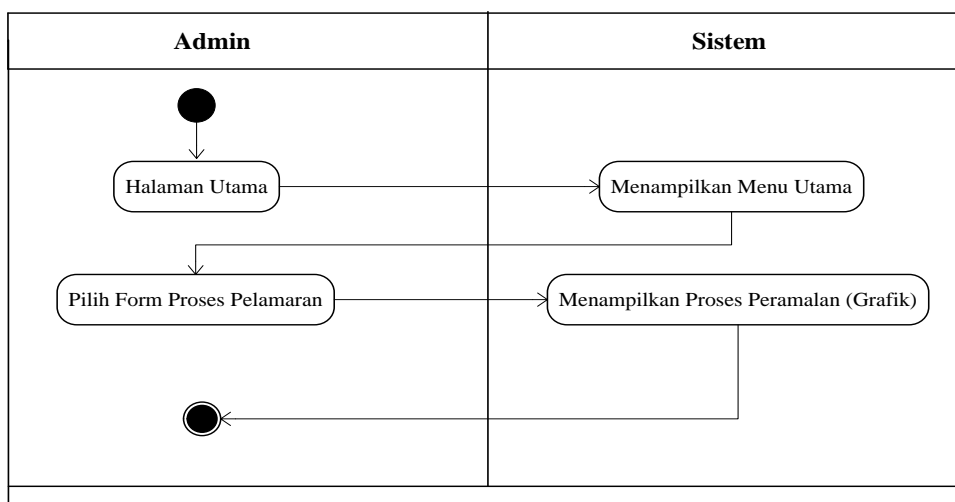 Admin
Sistem
Halaman Utama
Menampilkan Menu Utama
Pilih Form Proses Pelamaran
Menampilkan Proses Peramalan (Grafik)